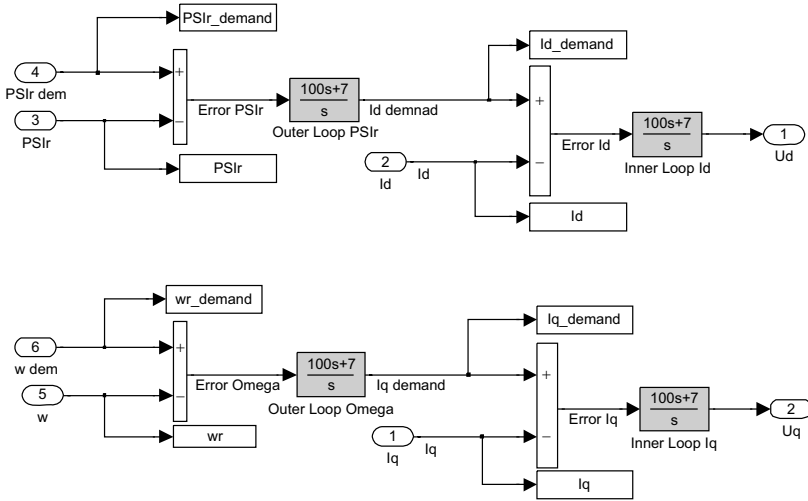 PSIr_demand
4
+
PSIr dem
Error PSIr
100s+7
s
Outer Loop PSIr
Id demnad
3
−
PSIr
PSIr
Id_demand
+
2
Id
Id
−
Error Id
100s+7
s
Inner Loop Id
1
Ud
Id
wr_demand
6
+
w dem
Error Omega
100s+7
s
Outer Loop Omega
Iq demand
5
−
w
wr
Iq_demand
+
1
Iq
Iq
−
Error Iq
100s+7
s
Inner Loop Iq
2
Uq
Iq